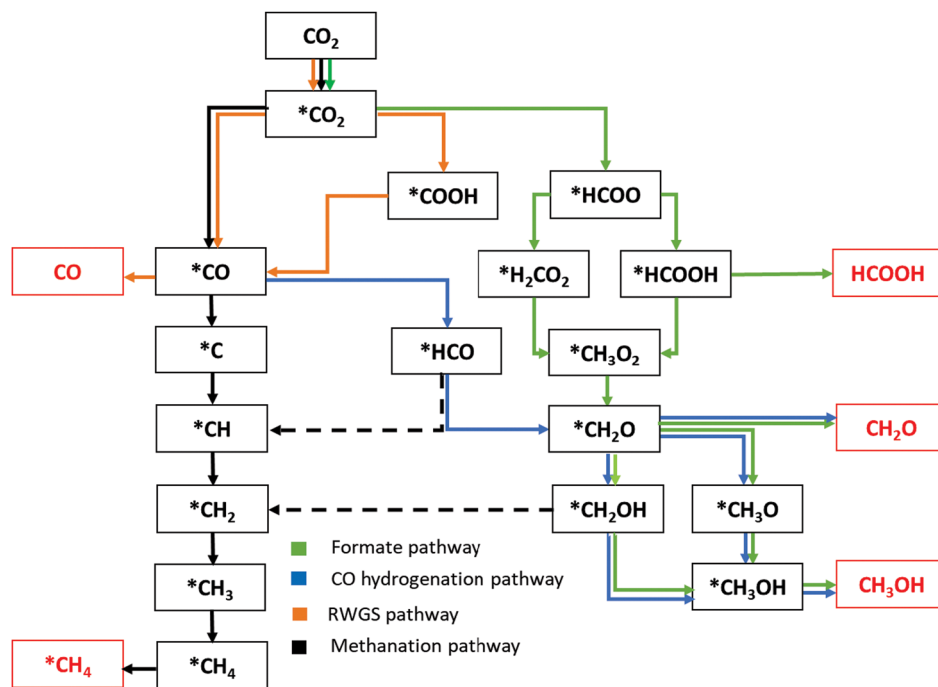 CO₂
*CO₂
*COOH
*HCOO
CO
*CO
*H₂CO₂
*HCOOH
HCOOH
*C
*HCO
*CH₃O₂
*CH
*CH₂O
CH₂O
*CH₂
*CH₂OH
*CH₃O
Formate pathway
CO hydrogenation pathway
*CH₃
*CH₃OH
CH₃OH
RWGS pathway
Methanation pathway
*CH₄
*CH₄